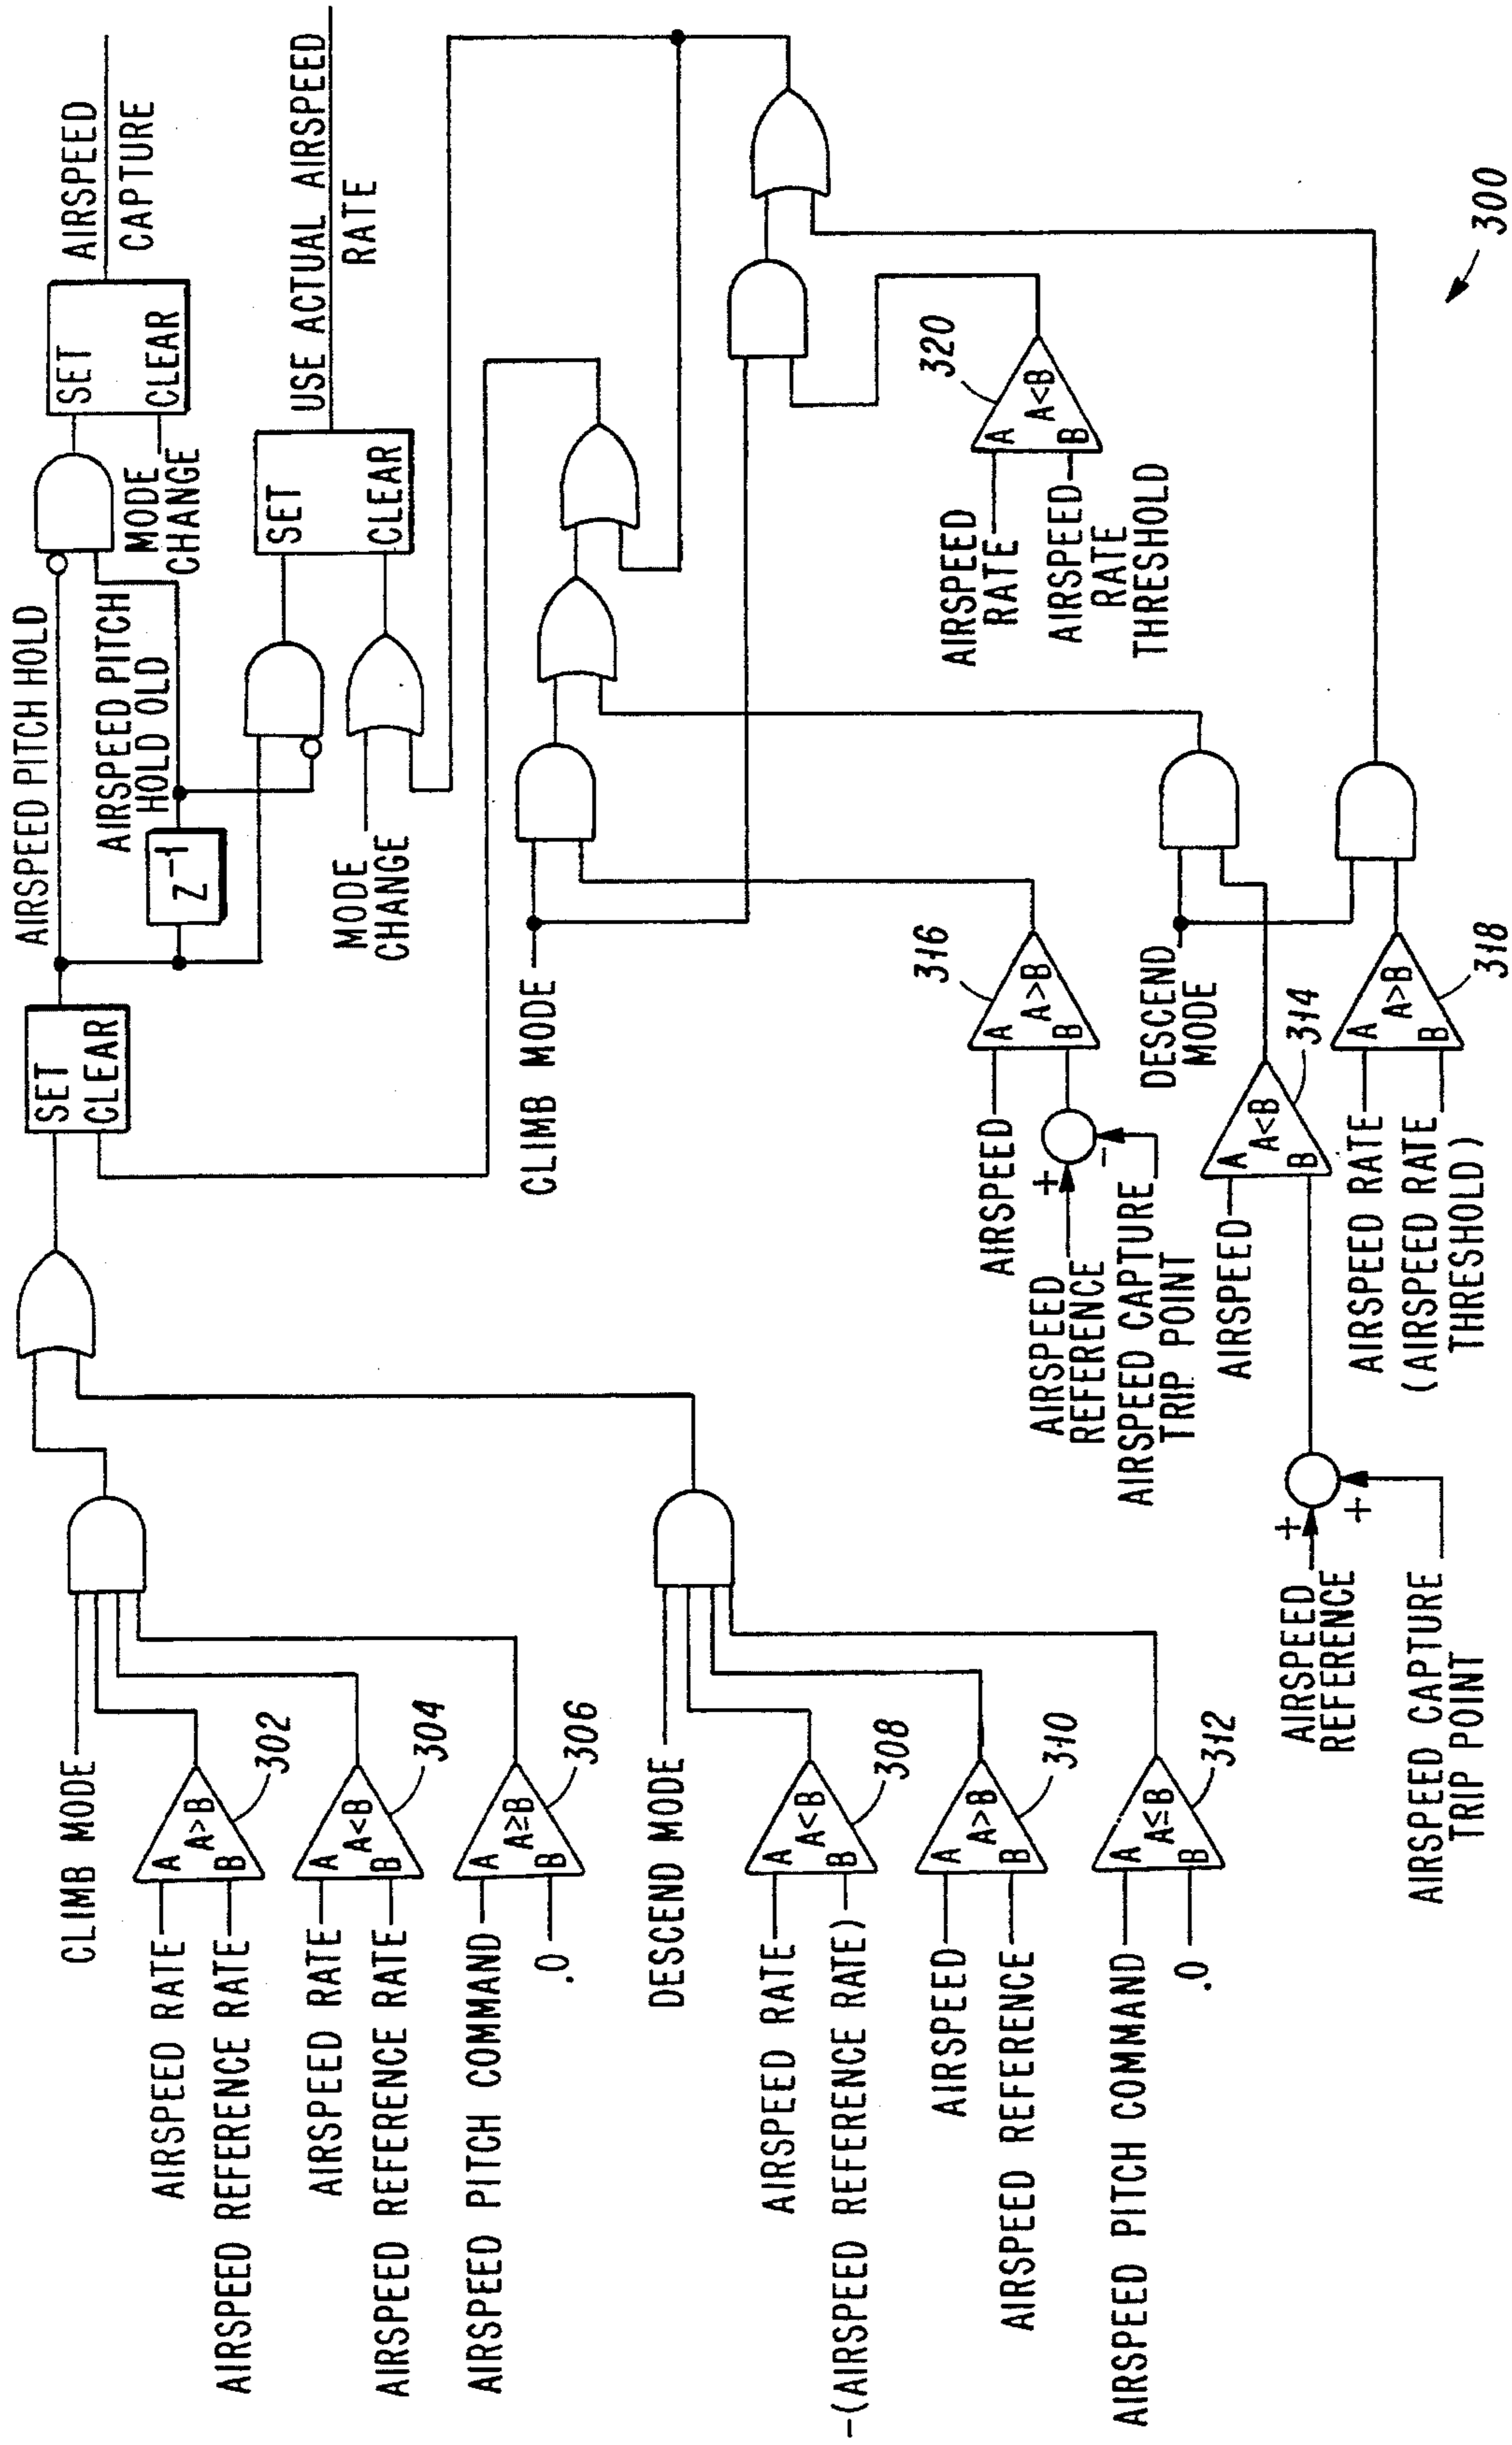 CLIMB MODE
AIRSPEED RATE
AIRSPEED REFERENCE RATE
A
B
A>B
302
AIRSPEED RATE
AIRSPEED REFERENCE RATE
A
B
A<B
304
AIRSPEED PITCH COMMAND
.0
A
B
A≥B
306
DESCEND MODE
AIRSPEED RATE
-(AIRSPEED REFERENCE RATE)
A
B
A<B
308
AIRSPEED
AIRSPEED REFERENCE
A
B
A>B
310
AIRSPEED PITCH COMMAND
.0
A
B
A≤B
312
AIRSPEED
REFERENCE
+
+
AIRSPEED CAPTURE
TRIP POINT
SET
CLEAR
AIRSPEED PITCH HOLD
AIRSPEED PITCH
HOLD OLD
Z-1
MODE
CHANGE
SET
CLEAR
AIRSPEED
CAPTURE
MODE
CHANGE
SET
CLEAR
USE ACTUAL AIRSPEED
RATE
CLIMB MODE
AIRSPEED
AIRSPEED
REFERENCE
+
-
AIRSPEED CAPTURE
TRIP POINT
A
B
A>B
316
AIRSPEED
RATE
AIRSPEED
RATE
THRESHOLD
A
B
A<B
320
DESCEND
MODE
AIRSPEED
A
B
A<B
314
AIRSPEED RATE
(AIRSPEED RATE
THRESHOLD)
A
B
A>B
318
300